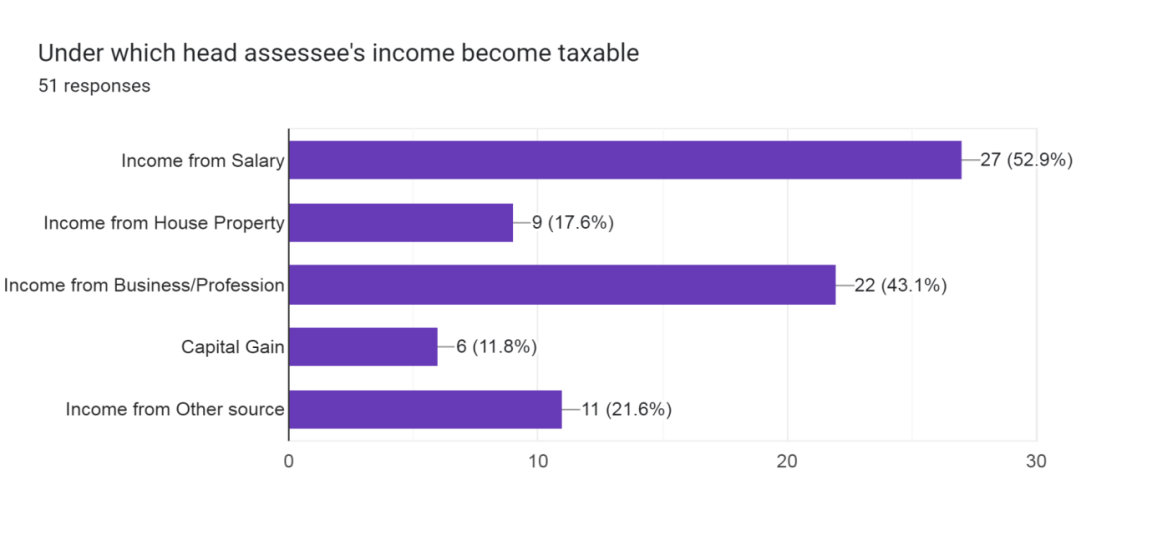 Under which head assessee's income become taxable
51 responses
Income from Salary 27 (52.9%)
Income from House Property 9 (17.6%)
Income from Business/Profession 22 (43.1%)
Capital Gain 6 (11.8%)
Income from Other source 11 (21.6%)
0 10 20 30